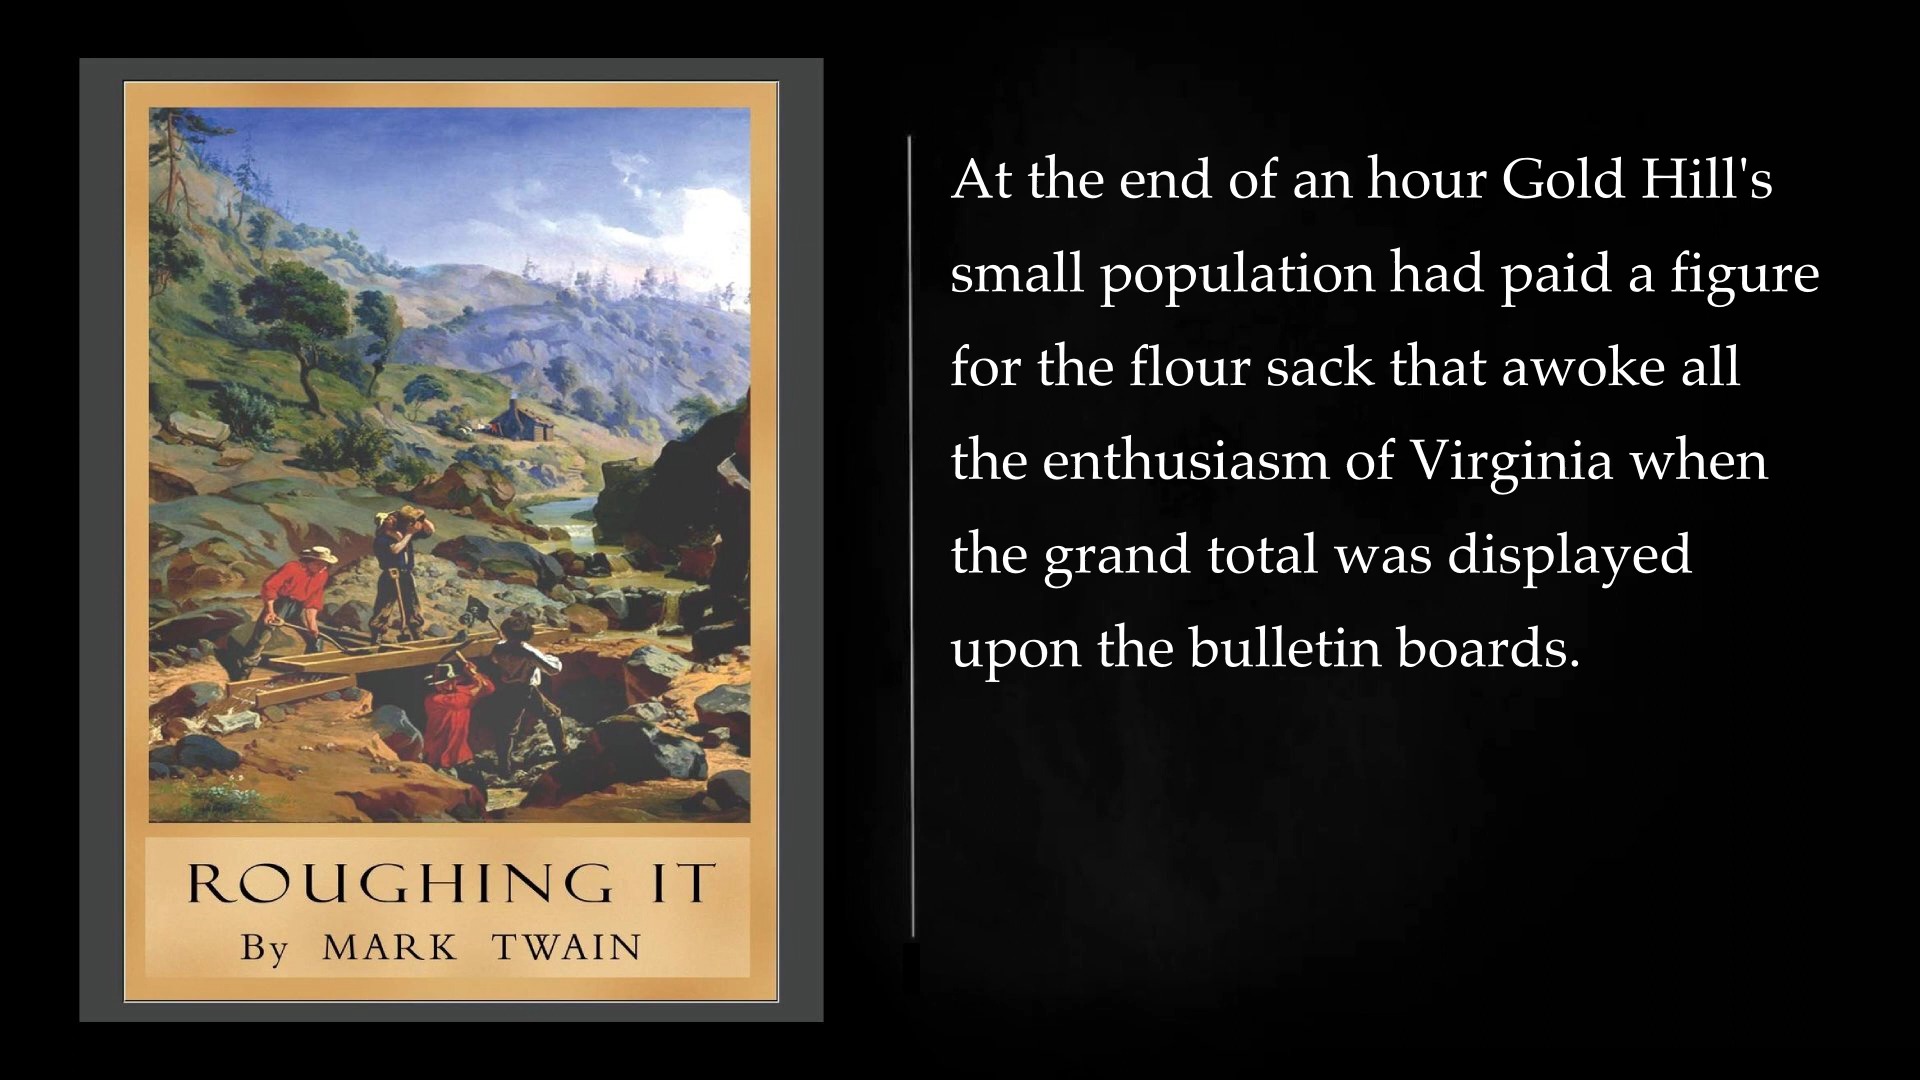 ROUGHING IT
By MARK TWAIN
At the end of an hour Gold Hill's
small population had paid a figure
for the flour sack that awoke all
the enthusiasm of Virginia when
the grand total was displayed
upon the bulletin boards.